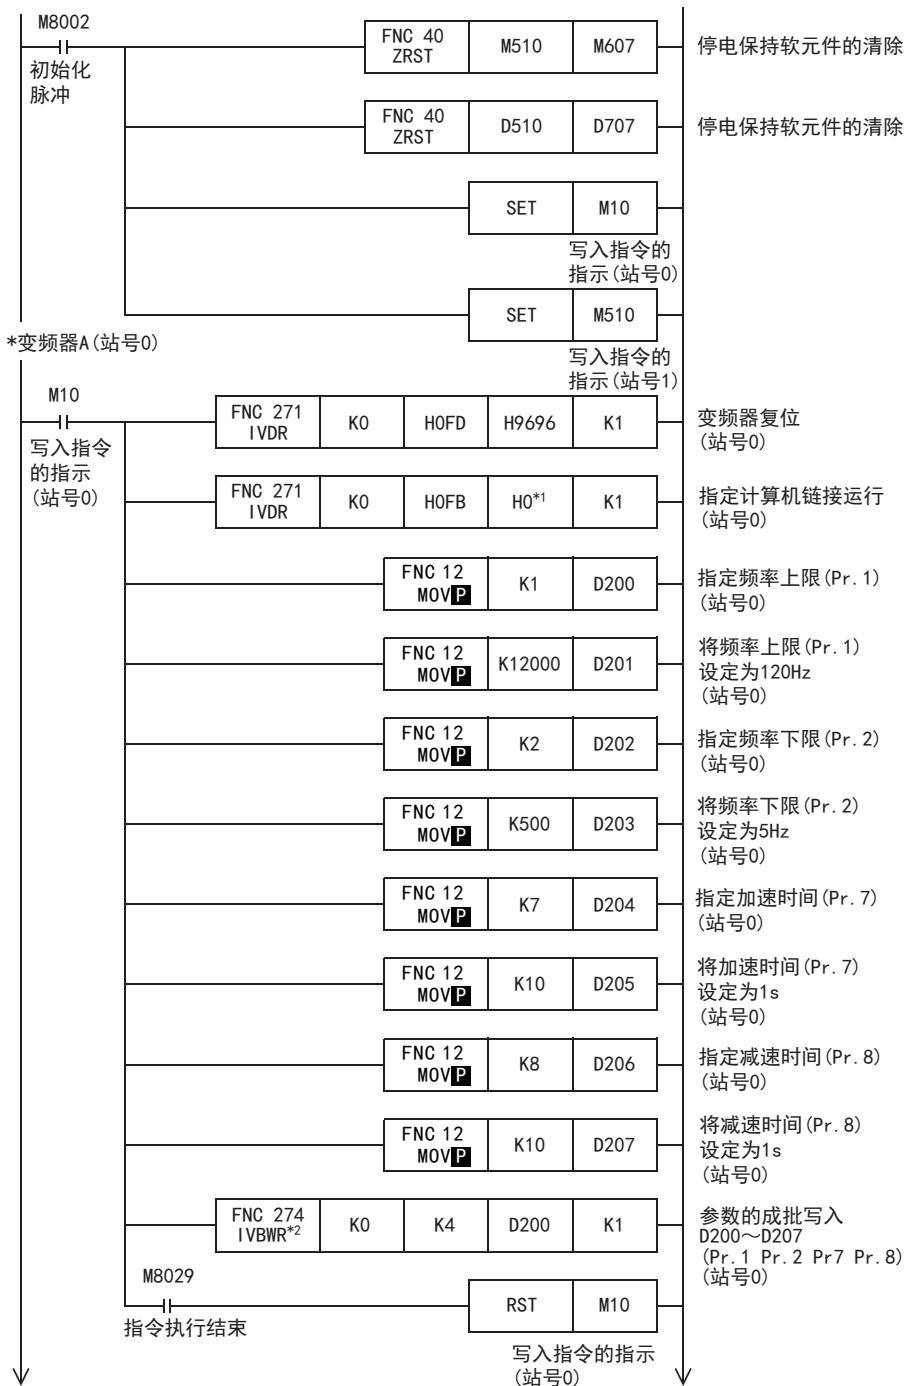 M8002
初始化
脉冲
FNC 40
ZRST
M510
M607
停电保持软元件的清除
FNC 40
ZRST
D510
D707
停电保持软元件的清除
SET
M10
写入指令的
指示(站号0)
SET
M510
写入指令的
指示(站号1)
*变频器A(站号0)
M10
写入指令
的指示
(站号0)
FNC 271
IVDR
K0
H0FD
H9696
K1
变频器复位
(站号0)
FNC 271
IVDR
K0
H0FB
H0*1
K1
指定计算机链接运行
(站号0)
FNC 12
MOVP
K1
D200
指定频率上限(Pr.1)
(站号0)
FNC 12
MOVP
K12000
D201
将频率上限(Pr.1)
设定为120Hz
(站号0)
FNC 12
MOVP
K2
D202
指定频率下限(Pr.2)
(站号0)
FNC 12
MOVP
K500
D203
将频率下限(Pr.2)
设定为5Hz
(站号0)
FNC 12
MOVP
K7
D204
指定加速时间(Pr.7)
(站号0)
FNC 12
MOVP
K10
D205
将加速时间(Pr.7)
设定为1s
(站号0)
FNC 12
MOVP
K8
D206
指定减速时间(Pr.8)
(站号0)
FNC 12
MOVP
K10
D207
将减速时间(Pr.8)
设定为1s
(站号0)
FNC 274
IVBWR*2
K0
K4
D200
K1
参数的成批写入
D200～D207
(Pr.1 Pr.2 Pr7 Pr.8)
(站号0)
M8029
指令执行结束
RST
M10
写入指令的指示
(站号0)